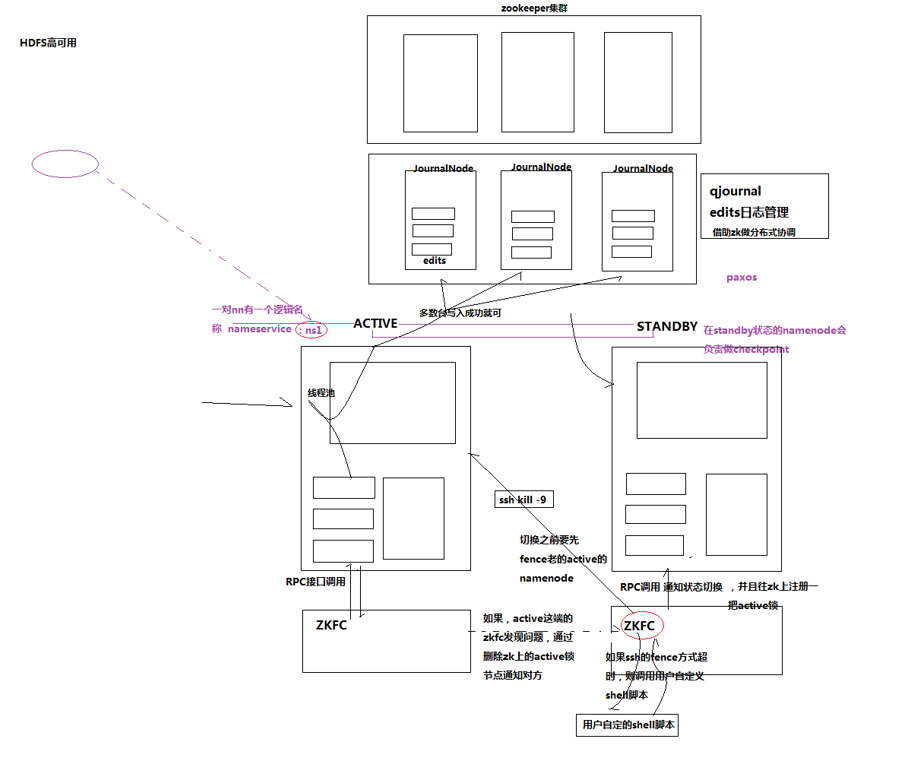 zookeeper集群
HDFS高可用
JournalNode
JournalNode
JournalNode
qjournal
edits日志管理
借助zk做分布式协调
edits
paxos
多数台写入成功就可
一对nn有一个逻辑名
称 nameservice ：ns1
ACTIVE
STANDBY
在standby状态的namenode会
负责做checkpoint
线程池
ssh kill -9
切换之前要先
fence老的active的
namenode
RPC接口调用
RPC调用 通知状态切换 ，并且往zk上注册一
把active锁
ZKFC
如果，active这端的
zkfc发现问题，通过
删除zk上的active锁
节点通知对方
ZKFC
如果ssh的fence方式超
时，则调用用户自定义
shell脚本
用户自定的shell脚本